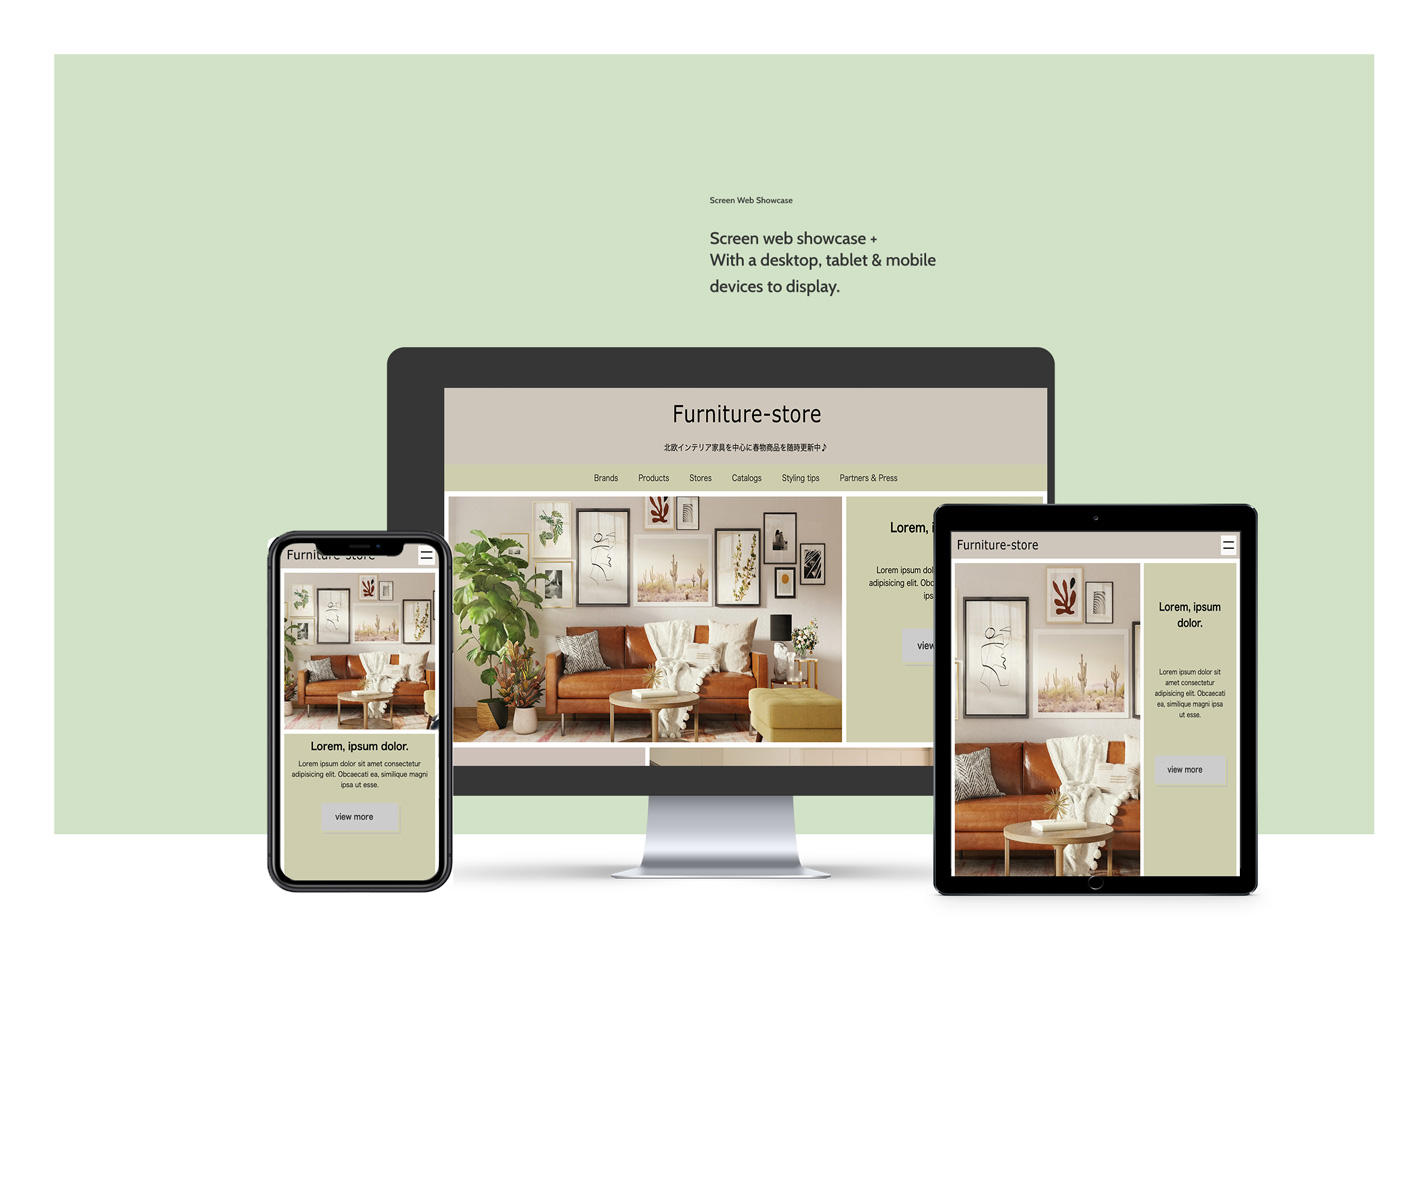 Screen Web Showcase
Screen web showcase +
With a desktop, tablet & mobile
devices to display.
Furniture-store
北欧インテリア家具を中心に春物商品を随時更新中♪
Brands Products Stores Catalogs Styling tips Partners & Press
Lorem, i
Lorem ipsum dol
adipisicing elit. Obc
ips
view
Furniture-store
Lorem, ipsum dolor.
Lorem ipsum dolor sit amet consectetur
adipisicing elit. Obcaecati ea, similique magni
ipsa ut esse.
view more
Furniture-store
Lorem, ipsum
dolor.
Lorem ipsum dolor sit
amet consectetur
adipisicing elit. Obcaecati
ea, similique magni ipsa
ut esse.
view more